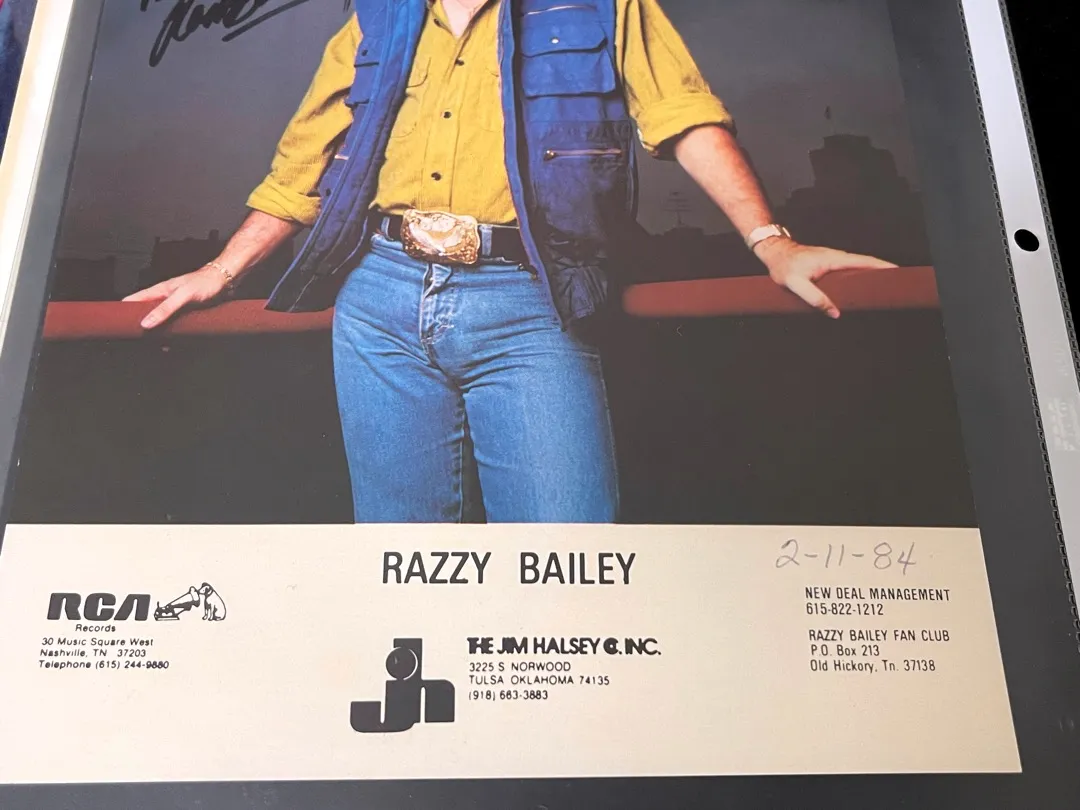 RAZZY BAILEY
2-11-84
RCA
Records
30 Music Square West
Nashville, TN 37203
Telephone (615) 244-9880
jh
THE JIM HALSEY CO. INC.
3225 S NORWOOD
TULSA OKLAHOMA 74135
(918) 663-3883
NEW DEAL MANAGEMENT
615-822-1212
RAZZY BAILEY FAN CLUB
P.O. Box 213
Old Hickory, Tn. 37138